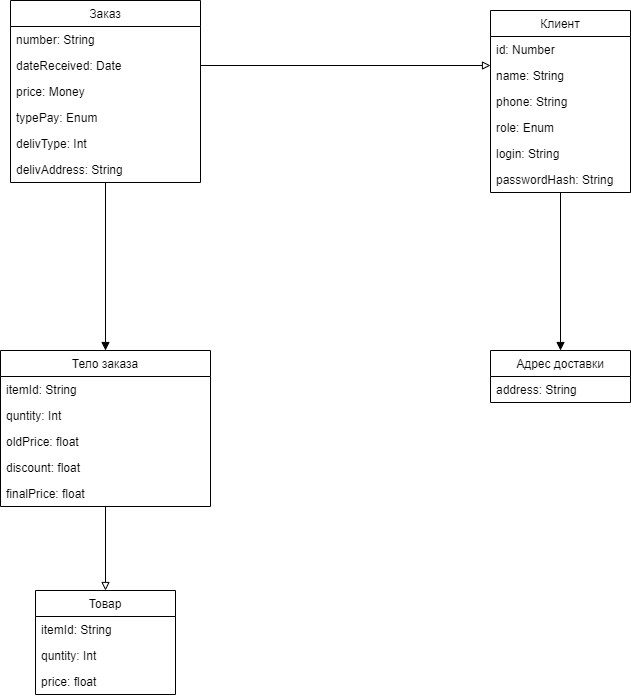 Заказ
number: String
dateReceived: Date
price: Money
typePay: Enum
delivType: Int
delivAddress: String
Клиент
id: Number
name: String
phone: String
role: Enum
login: String
passwordHash: String
Тело заказа
itemId: String
quntity: Int
oldPrice: float
discount: float
finalPrice: float
Адрес доставки
address: String
Товар
itemId: String
quntity: Int
price: float